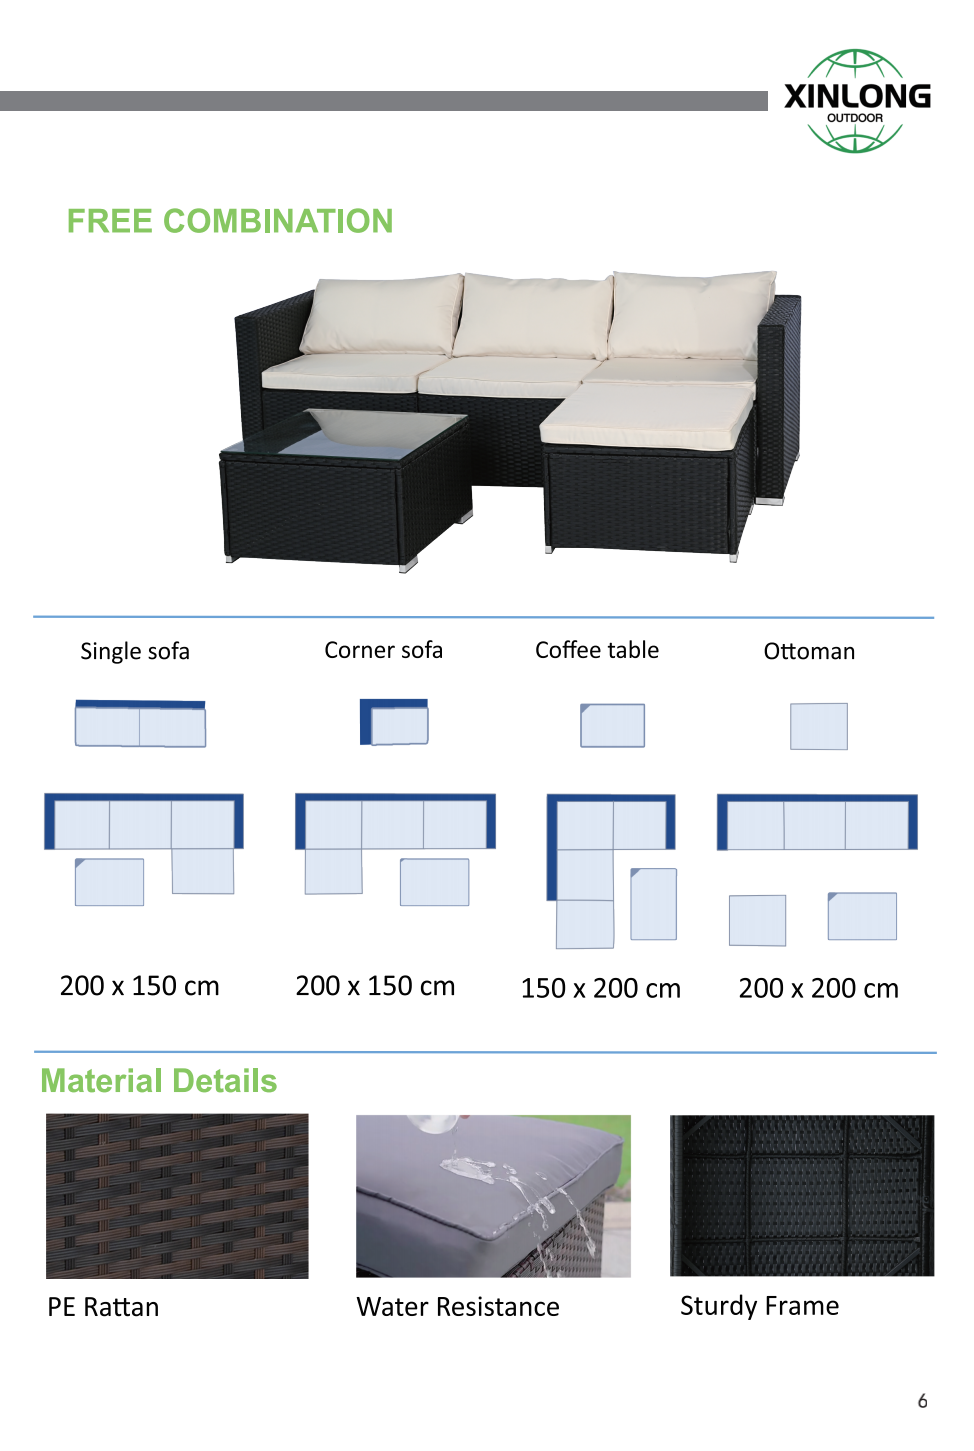 XINLONG
OUTDOOR
FREE COMBINATION
Single sofa
Corner sofa
Coffee table
Ottoman
200 x 150 cm
200 x 150 cm
150 x 200 cm
200 x 200 cm
Material Details
PE Rattan
Water Resistance
Sturdy Frame
6